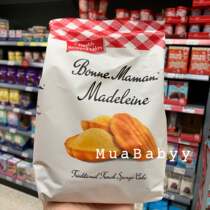 Bonne Maman
Madeleine
MuaBabyy
Traditional French Sponge Cake